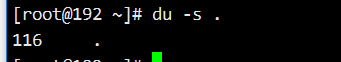 [root@192 ~]# du -s .
116     .